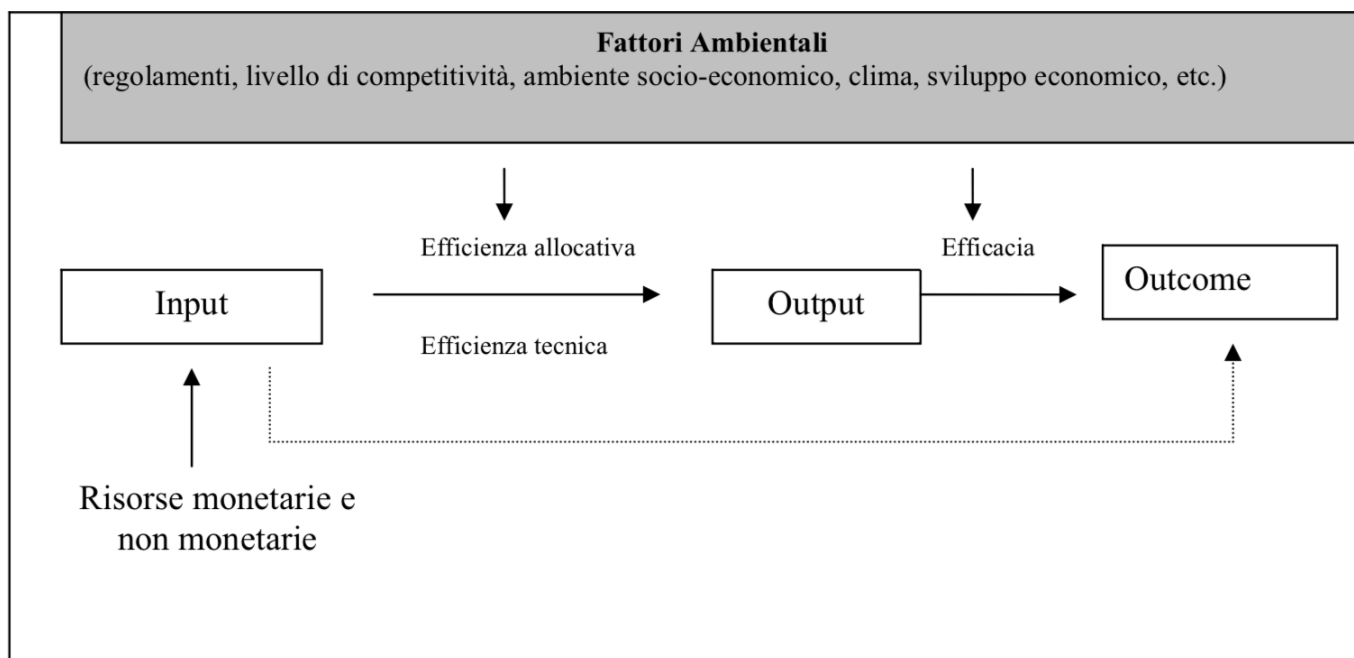 Fattori Ambientali
(regolamenti, livello di competitività, ambiente socio-economico, clima, sviluppo economico, etc.)
Efficienza allocativa
Efficacia
Input
Output
Outcome
Efficienza tecnica
Risorse monetarie e
non monetarie